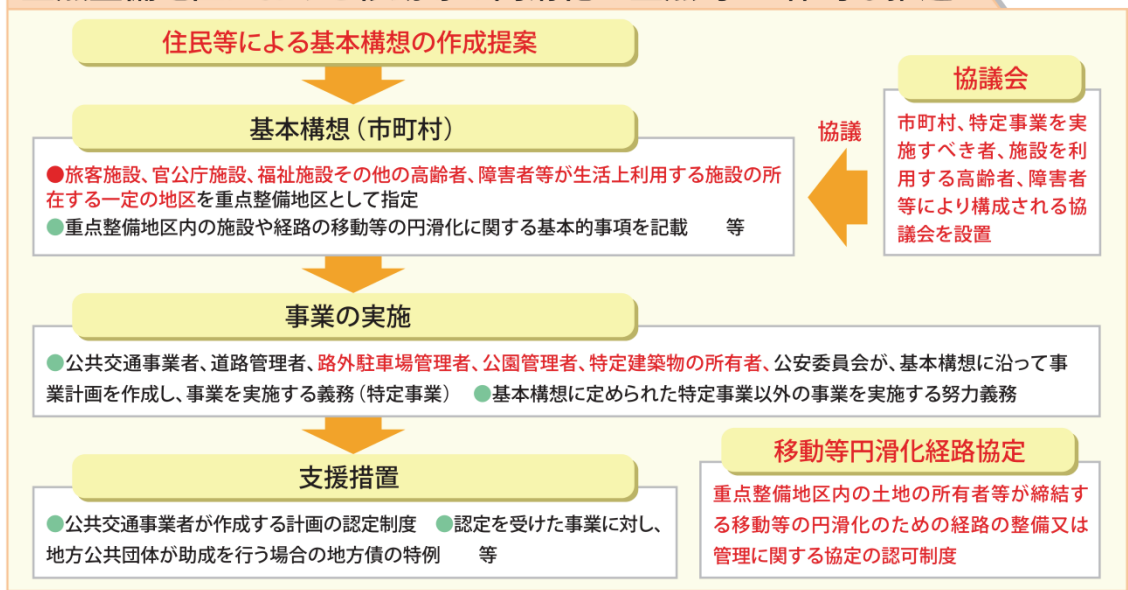 住民等による基本構想の作成提案
基本構想（市町村）
●旅客施設、官公庁施設、福祉施設その他の高齢者、障害者等が生活上利用する施設の所
在する一定の地区を重点整備地区として指定
●重点整備地区内の施設や経路の移動等の円滑化に関する基本的事項を記載　　等
協議
協議会
市町村、特定事業を実
施すべき者、施設を利
用する高齢者、障害者
等により構成される協
議会を設置
事業の実施
●公共交通事業者、道路管理者、路外駐車場管理者、公園管理者、特定建築物の所有者、公安委員会が、基本構想に沿って事
業計画を作成し、事業を実施する義務（特定事業）　●基本構想に定められた特定事業以外の事業を実施する努力義務
支援措置
●公共交通事業者が作成する計画の認定制度　●認定を受けた事業に対し、
地方公共団体が助成を行う場合の地方債の特例　　等
移動等円滑化経路協定
重点整備地区内の土地の所有者等が締結す
る移動等の円滑化のための経路の整備又は
管理に関する協定の認可制度